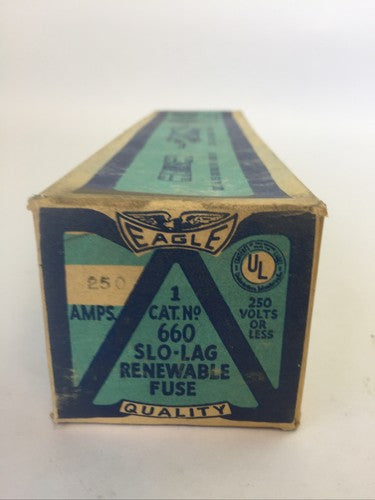 EAGLE
250
AMPS.
1
CAT. No
660
SLO-LAG
RENEWABLE
FUSE
UL
250
VOLTS
OR
LESS
QUALITY